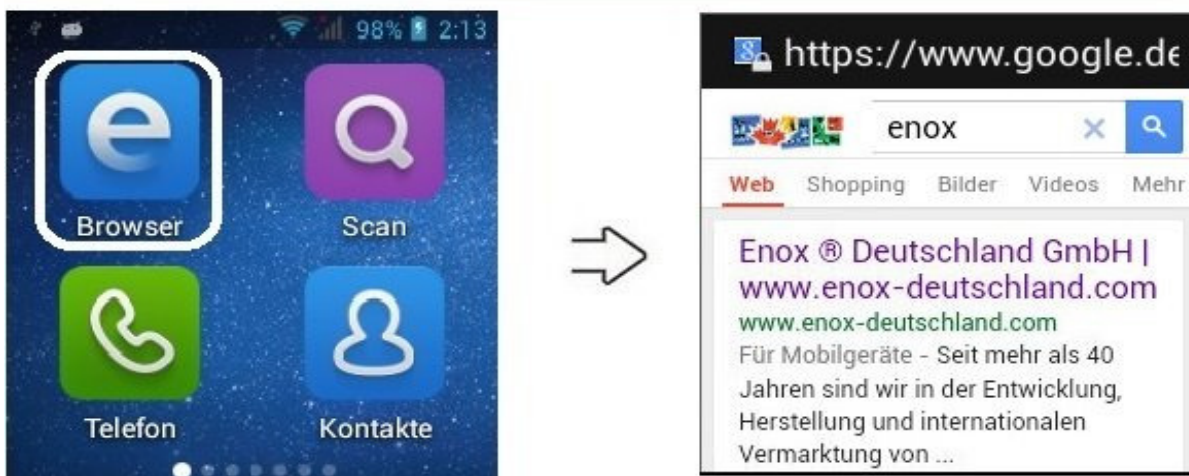 98% 2:13
Browser
Scan
Telefon
Kontakte
https://www.google.de
enox
Web Shopping Bilder Videos Mehr
Enox ® Deutschland GmbH |
www.enox-deutschland.com
www.enox-deutschland.com
Für Mobilgeräte - Seit mehr als 40
Jahren sind wir in der Entwicklung,
Herstellung und internationalen
Vermarktung von ...